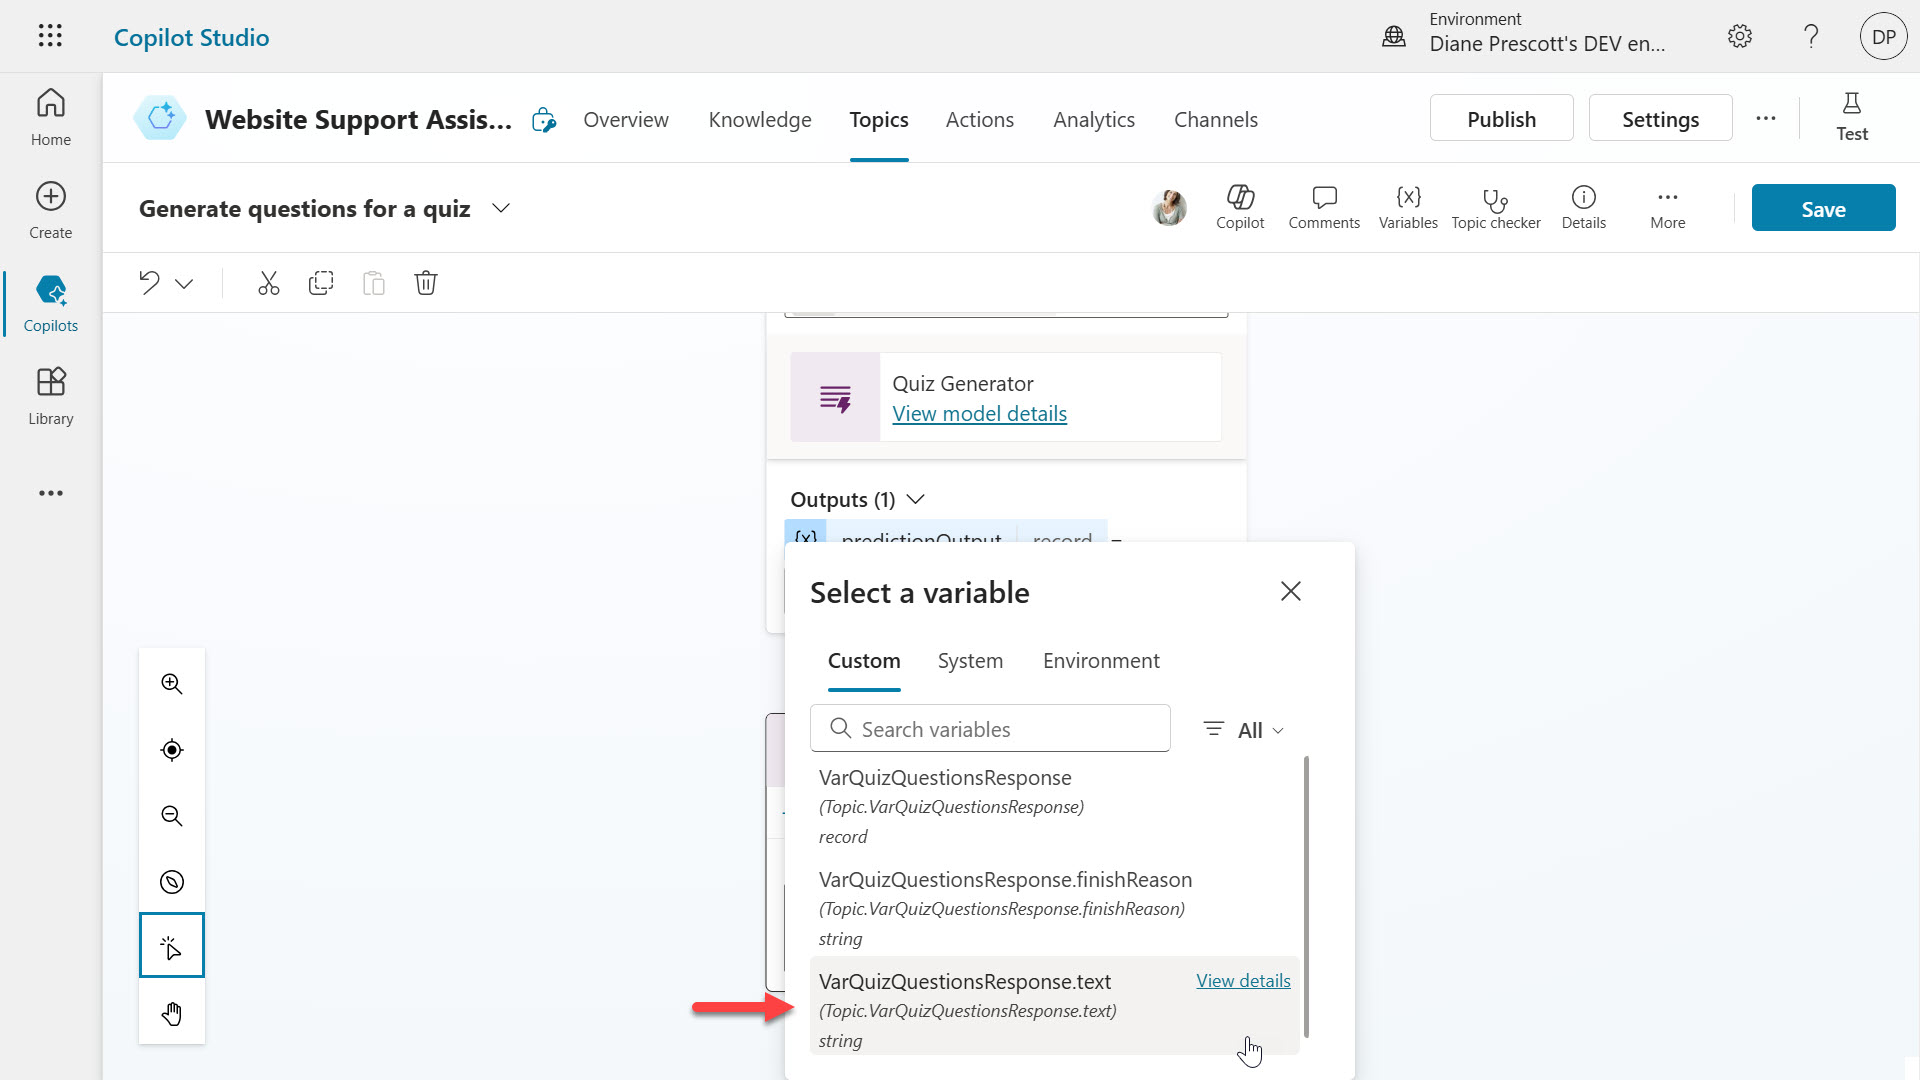 Copilot Studio
Environment
Diane Prescott's DEV en...
DP
Home
Create
Copilots
Library
Website Support Assis...
Overview
Knowledge
Topics
Actions
Analytics
Channels
Publish
Settings
Test
Generate questions for a quiz
Copilot
Comments
{x}
Variables
Topic checker
Details
More
Save
Quiz Generator
View model details
Outputs (1)
{x} predictionOutput record =
Select a variable
Custom
System
Environment
Search variables
All
VarQuizQuestionsResponse
(Topic.VarQuizQuestionsResponse)
record
VarQuizQuestionsResponse.finishReason
(Topic.VarQuizQuestionsResponse.finishReason)
string
VarQuizQuestionsResponse.text
View details
(Topic.VarQuizQuestionsResponse.text)
string